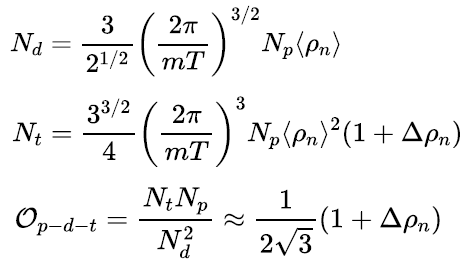 N_d = \frac{3}{2^{1/2}} \left( \frac{2\pi}{mT} \right)^{3/2} N_p \langle \rho_n \rangle
N_t = \frac{3^{3/2}}{4} \left( \frac{2\pi}{mT} \right)^3 N_p \langle \rho_n \rangle^2 (1 + \Delta\rho_n)
\mathcal{O}_{p-d-t} = \frac{N_t N_p}{N_d^2} \approx \frac{1}{2\sqrt{3}} (1 + \Delta\rho_n)